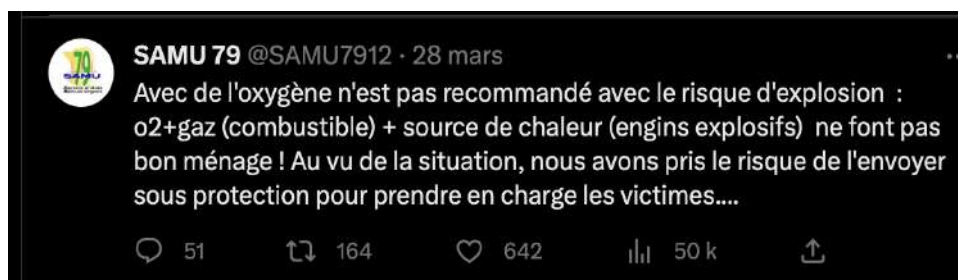 SAMU 79 @SAMU7912 · 28 mars
Avec de l'oxygène n'est pas recommandé avec le risque d'explosion :
o2+gaz (combustible) + source de chaleur (engins explosifs) ne font pas
bon ménage ! Au vu de la situation, nous avons pris le risque de l'envoyer
sous protection pour prendre en charge les victimes....
51 164 642 50 k
79
SAMU